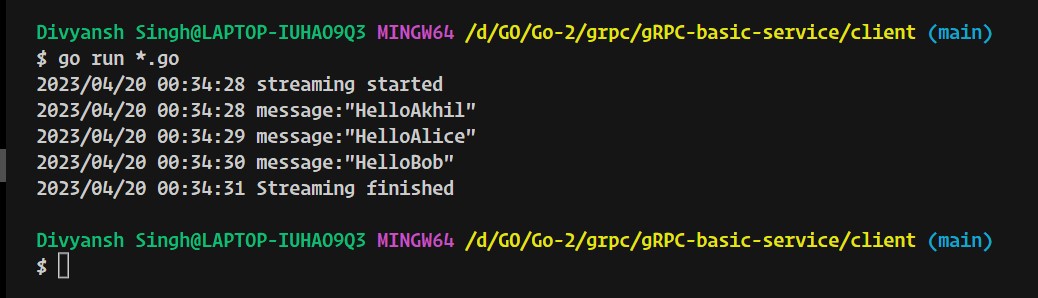 Divyansh Singh@LAPTOP-IUHAO9Q3 MINGW64 /d/GO/Go-2/grpc/gRPC-basic-service/client (main)
$ go run *.go
2023/04/20 00:34:28 streaming started
2023/04/20 00:34:28 message:"HelloAkhil"
2023/04/20 00:34:29 message:"HelloAlice"
2023/04/20 00:34:30 message:"HelloBob"
2023/04/20 00:34:31 Streaming finished
Divyansh Singh@LAPTOP-IUHAO9Q3 MINGW64 /d/GO/Go-2/grpc/gRPC-basic-service/client (main)
$